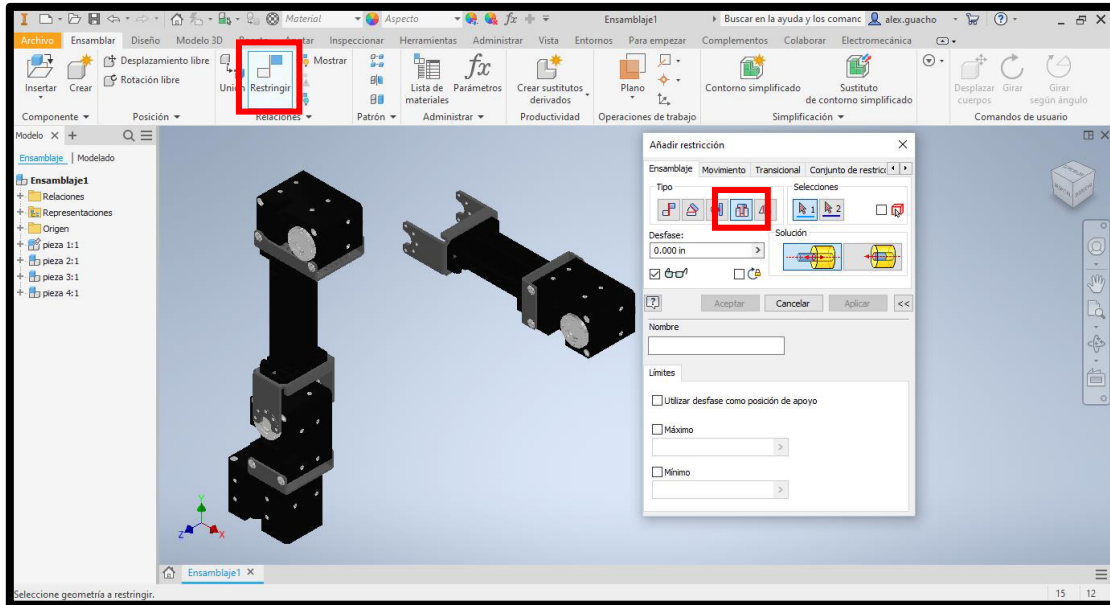 Material
Aspecto
fx
Ensamblaje1
Buscar en la ayuda y los comanc
alex.guacho
Archivo Ensamblar Diseño Modelo 3D Inspeccionar Herramientas Administrar Vista Entornos Para empezar Complementos Colaborar Electromecánica
Insertar
Crear
Desplazamiento libre
Rotación libre
Componente
Posición
Unión
Restringir
Mostrar
Relaciones
Patrón
Lista de materiales
fx
Parámetros
Administrar
Crear sustitutos derivados
Productividad
Plano
Operaciones de trabajo
Contorno simplificado
Sustituto de contorno simplificado
Simplificación
Desplazar cuerpos
Girar
Girar según ángulo
Comandos de usuario
Modelo
Ensamblaje | Modelado
Ensamblaje1
Relaciones
Representaciones
Origen
pieza 1:1
pieza 2:1
pieza 3:1
pieza 4:1
Añadir restricción
Ensamblaje Movimiento Transicional Conjunto de restricc
Tipo
Selecciones
1
2
Desfase:
0.000 in
Solución
Aceptar
Cancelar
Aplicar
<<
Nombre
Límites
Utilizar desfase como posición de apoyo
Máximo
Mínimo
Y
Z
X
Ensamblaje1
Seleccione geometría a restringir.
15 12